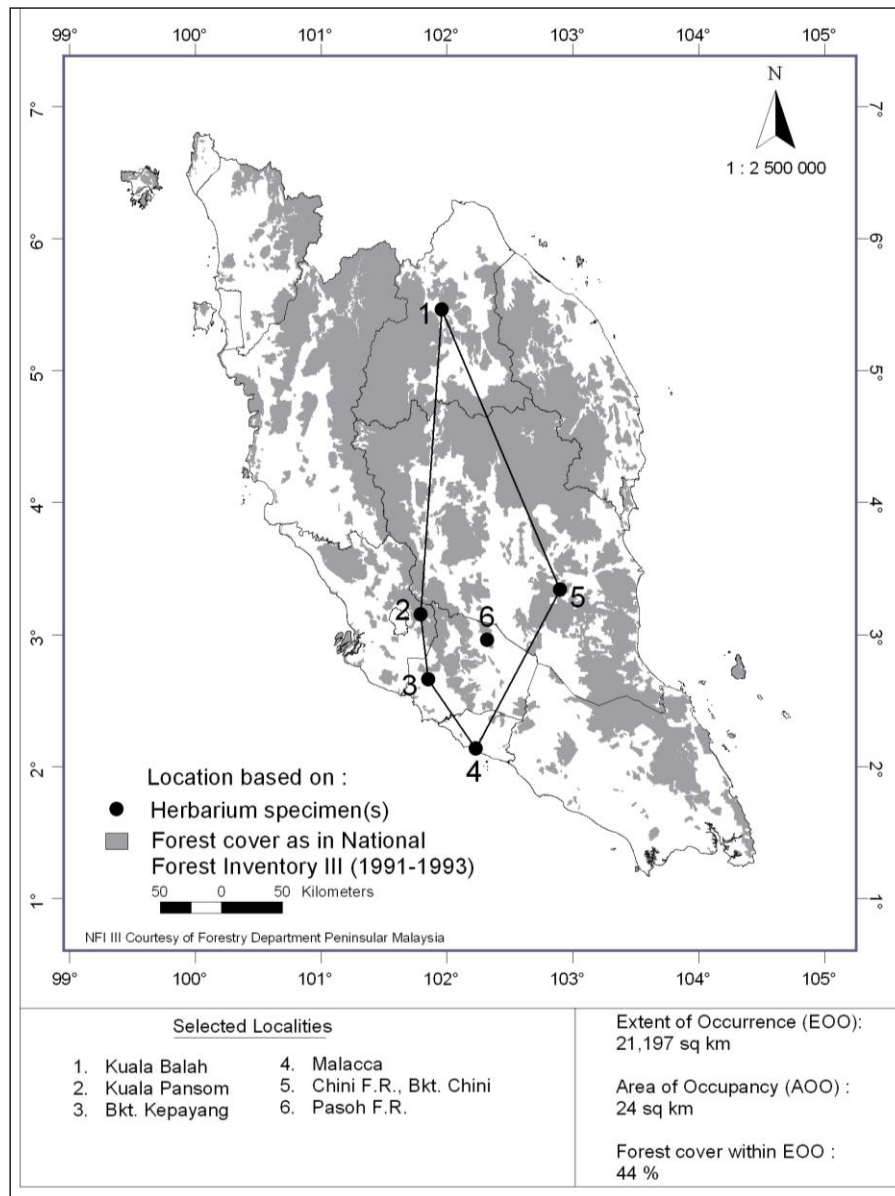 99° 100° 101° 102° 103° 104° 105°
N
1 : 2 500 000
7° 7°
6° 6°
1
5° 5°
4° 4°
5
2 6
3° 3°
3
4
2° 2°
Location based on :
Herbarium specimen(s)
Forest cover as in National
Forest Inventory III (1991-1993)
50 0 50 Kilometers
1° 1°
NFI III Courtesy of Forestry Department Peninsular Malaysia
99° 100° 101° 102° 103° 104° 105°
Selected Localities
1. Kuala Balah
2. Kuala Pansom
3. Bkt. Kepayang
4. Malacca
5. Chini F.R., Bkt. Chini
6. Pasoh F.R.
Extent of Occurrence (EOO):
21,197 sq km
Area of Occupancy (AOO) :
24 sq km
Forest cover within EOO :
44 %